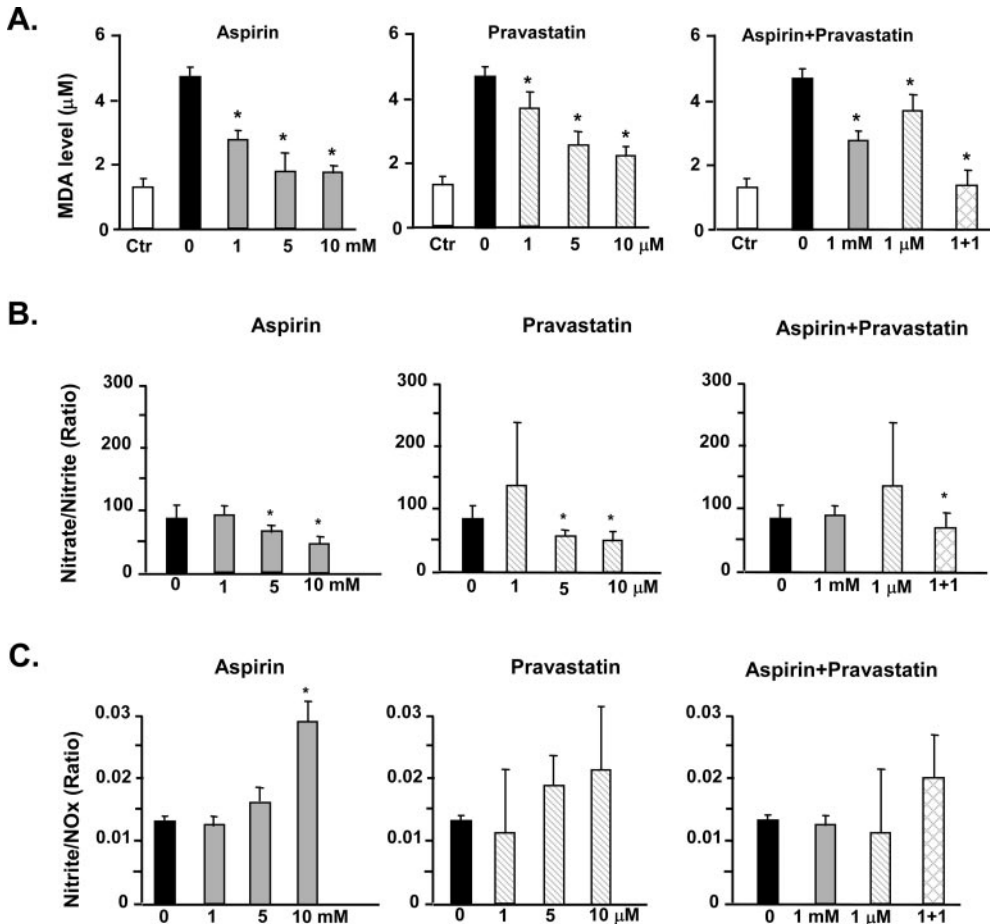 A.
Aspirin
Pravastatin
Aspirin+Pravastatin
MDA level (μM)
6
4
2
0
*
*
*
Ctr 0 1 5 10 mM
6
4
2
0
*
*
*
Ctr 0 1 5 10 μM
6
4
2
0
*
*
*
Ctr 0 1 mM 1 μM 1+1
B.
Aspirin
Pravastatin
Aspirin+Pravastatin
Nitrate/Nitrite (Ratio)
300
200
100
0
*
*
0 1 5 10 mM
300
200
100
0
*
*
0 1 5 10 μM
300
200
100
0
*
0 1 mM 1 μM 1+1
C.
Aspirin
Pravastatin
Aspirin+Pravastatin
Nitrite/NOx (Ratio)
0.03
0.02
0.01
0
*
0 1 5 10 mM
0.03
0.02
0.01
0
0 1 5 10 μM
0.03
0.02
0.01
0
0 1 mM 1 μM 1+1